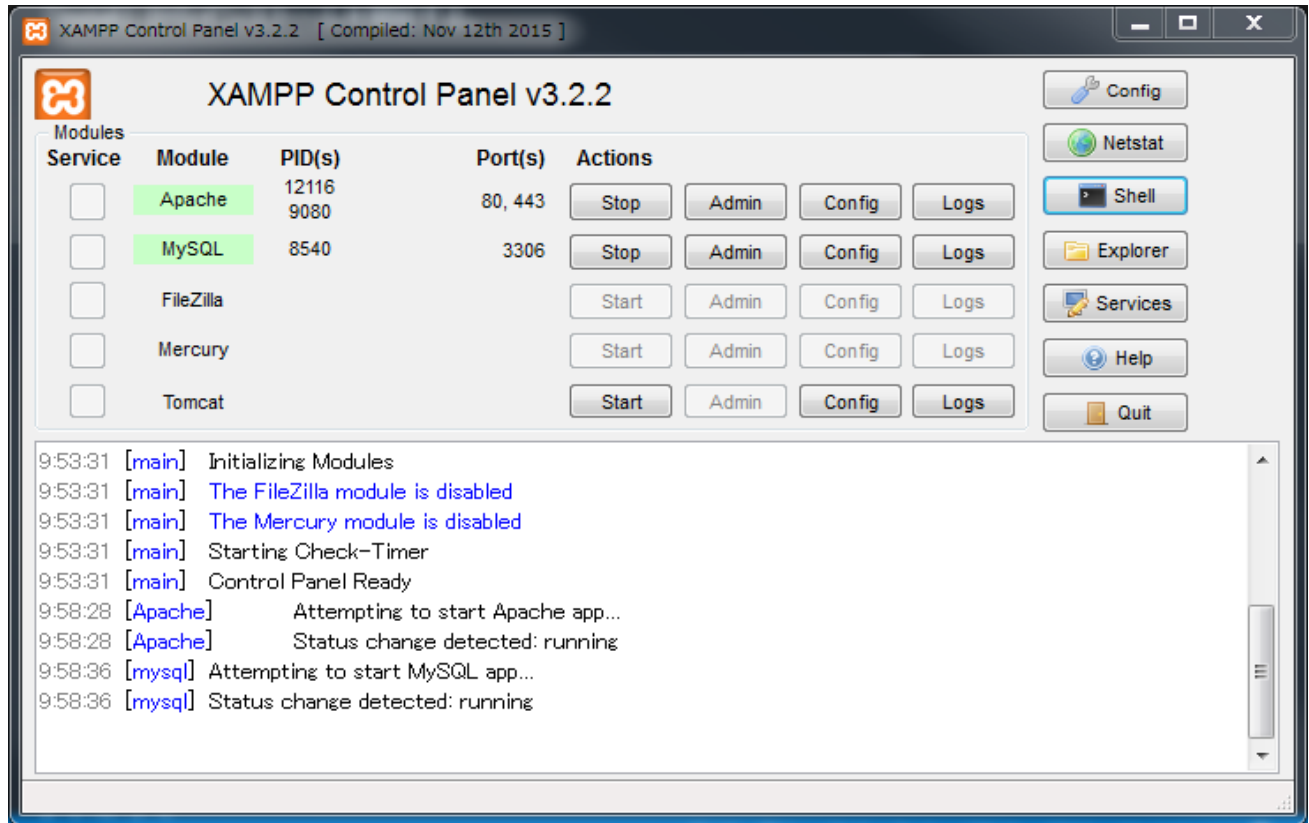 XAMPP Control Panel v3.2.2 [ Compiled: Nov 12th 2015 ]
XAMPP Control Panel v3.2.2
Config
Modules
Netstat
Service Module PID(s) Port(s) Actions
Apache 12116 9080 80, 443 Stop Admin Config Logs
Shell
MySQL 8540 3306 Stop Admin Config Logs
Explorer
FileZilla Start Admin Config Logs
Services
Mercury Start Admin Config Logs
Help
Tomcat Start Admin Config Logs
Quit
9:53:31 [main] Initializing Modules
9:53:31 [main] The FileZilla module is disabled
9:53:31 [main] The Mercury module is disabled
9:53:31 [main] Starting Check-Timer
9:53:31 [main] Control Panel Ready
9:58:28 [Apache] Attempting to start Apache app...
9:58:28 [Apache] Status change detected: running
9:58:36 [mysql] Attempting to start MySQL app...
9:58:36 [mysql] Status change detected: running